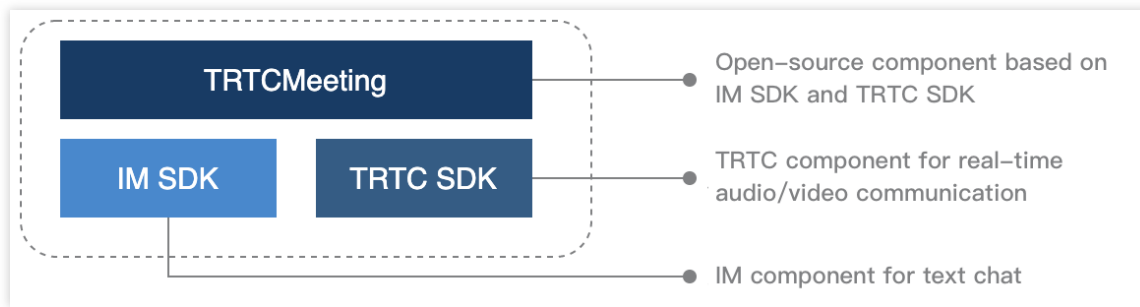 TRTCMeeting
Open-source component based on
IM SDK and TRTC SDK
IM SDK
TRTC SDK
TRTC component for real-time
audio/video communication
IM component for text chat